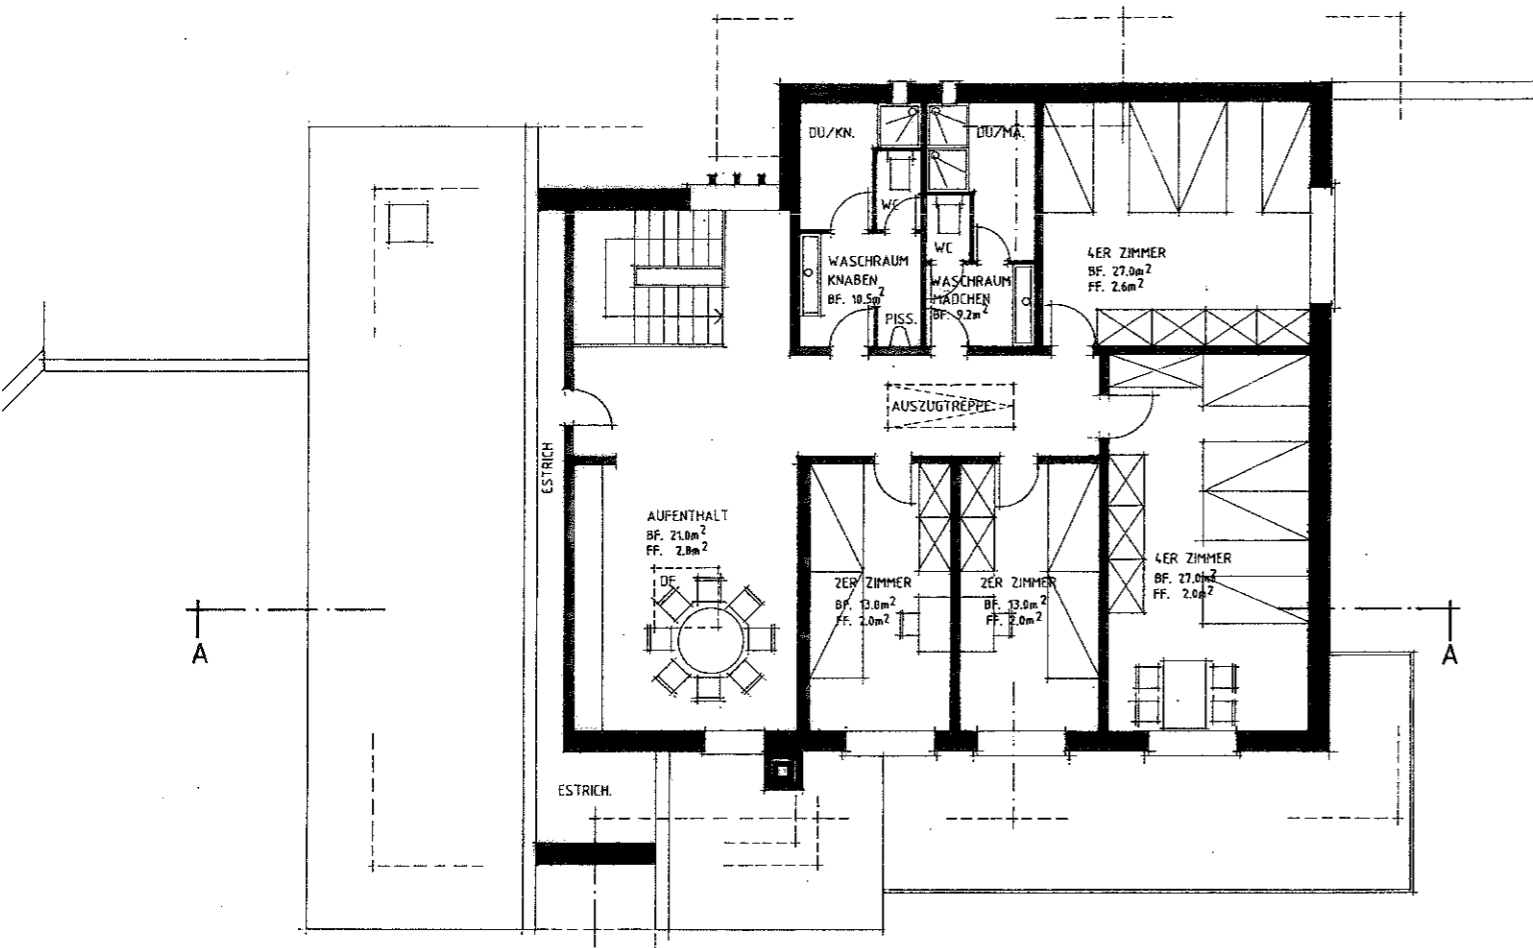 DU/KN.
DU/MA.
WC
WC
WASCHRAUM
KNABEN
BF. 10.5m²
PISS.
WASCHRAUM
MÄDCHEN
BF. 9.2m²
4ER ZIMMER
BF. 27.0m²
FF. 2.6m²
AUSZUGTREPPE
ESTRICH
AUFENTHALT
BF. 21.0m²
FF. 2.8m²
DF
2ER ZIMMER
BF. 13.0m²
FF. 2.0m²
2ER ZIMMER
BF. 13.0m²
FF. 2.0m²
4ER ZIMMER
BF. 27.0m²
FF. 2.0m²
A
A
ESTRICH.